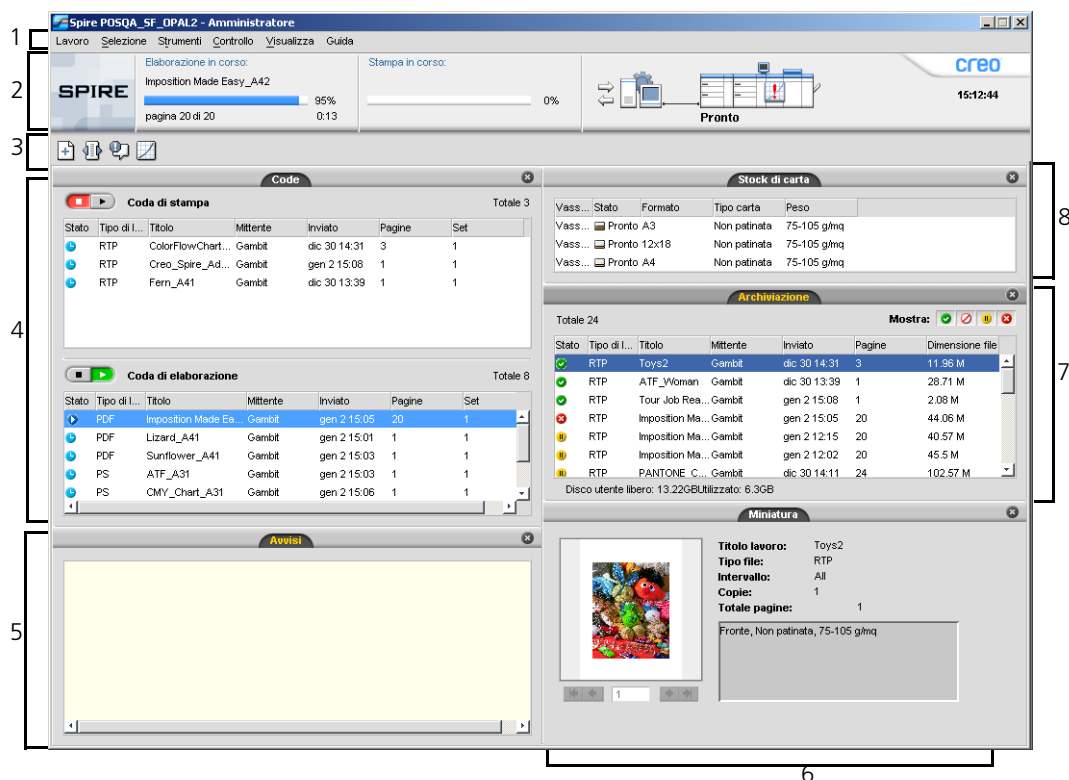 Spire POSQA_SF_OPAL2 - Amministratore
1
Lavoro Selezione Strumenti Controllo Visualizza Guida
2
SPIRE
Elaborazione in corso:
Imposition Made Easy_A42
95%
pagina 20 di 20 0:13
Stampa in corso:
0%
Pronto
creo
15:12:44
3
4
Code
Coda di stampa Totale 3
Stato Tipo di l... Titolo Mittente Inviato Pagine Set
RTP ColorFlowChart... Gambit dic 30 14:31 3 1
RTP Creo_Spire_Ad... Gambit gen 2 15:08 1 1
RTP Fern_A41 Gambit dic 30 13:39 1 1
Coda di elaborazione Totale 8
Stato Tipo di l... Titolo Mittente Inviato Pagine Set
PDF Imposition Made Ea... Gambit gen 2 15:05 20 1
PDF Lizard_A41 Gambit gen 2 15:01 1 1
PDF Sunflower_A41 Gambit gen 2 15:03 1 1
PS ATF_A31 Gambit gen 2 15:03 1 1
PS CMY_Chart_A31 Gambit gen 2 15:06 1 1
5
Avvisi
8
Stock di carta
Vass... Stato Formato Tipo carta Peso
Vass... Pronto A3 Non patinata 75-105 g/mq
Vass... Pronto 12x18 Non patinata 75-105 g/mq
Vass... Pronto A4 Non patinata 75-105 g/mq
7
Archiviazione
Totale 24 Mostra:
Stato Tipo di l... Titolo Mittente Inviato Pagine Dimensione file
RTP Toys2 Gambit dic 30 14:31 3 11.96 M
RTP ATF_Woman Gambit dic 30 13:39 1 28.71 M
RTP Tour Job Rea... Gambit gen 2 15:08 1 2.08 M
RTP Imposition Ma... Gambit gen 2 15:05 20 44.06 M
RTP Imposition Ma... Gambit gen 2 12:15 20 40.57 M
RTP Imposition Ma... Gambit gen 2 12:02 20 45.5 M
RTP PANTONE C... Gambit dic 30 14:11 24 102.57 M
Disco utente libero: 13.22GBUtilizzato: 6.3GB
Miniatura
Titolo lavoro: Toys2
Tipo file: RTP
Intervallo: All
Copie: 1
Totale pagine: 1
Fronte, Non patinata, 75-105 g/mq
1
6